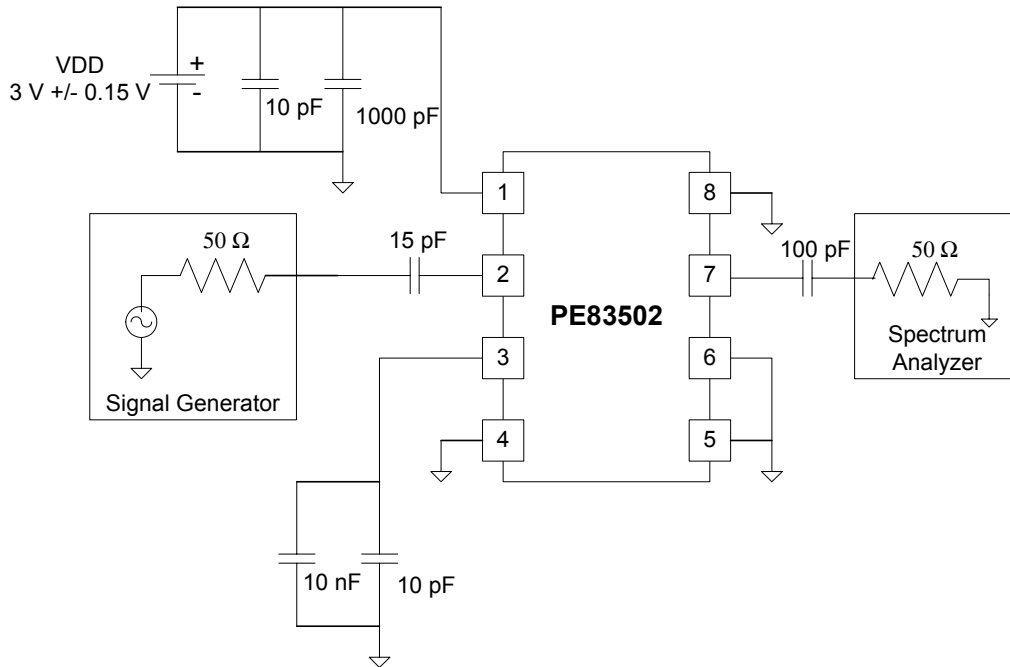 VDD
3 V +/- 0.15 V
+
-
10 pF
1000 pF
1
8
50 Ω
15 pF
2
Signal Generator
PE83502
7
100 pF
50 Ω
Spectrum
Analyzer
3
6
4
5
10 nF
10 pF